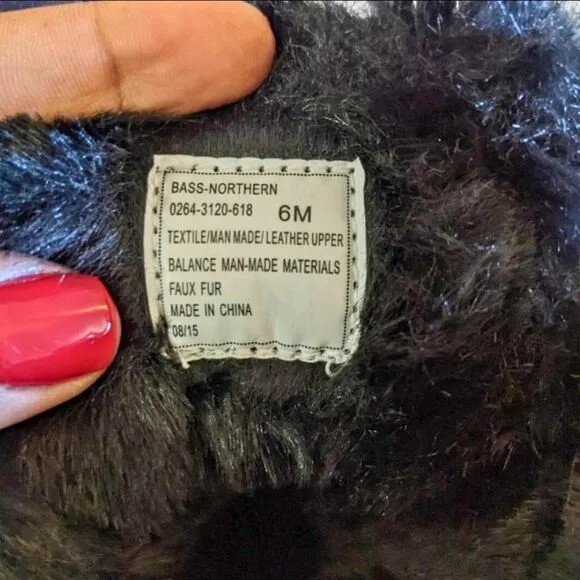 BASS-NORTHERN
0264-3120-618 6M
TEXTILE/MAN MADE/LEATHER UPPER
BALANCE MAN-MADE MATERIALS
FAUX FUR
MADE IN CHINA
08/15